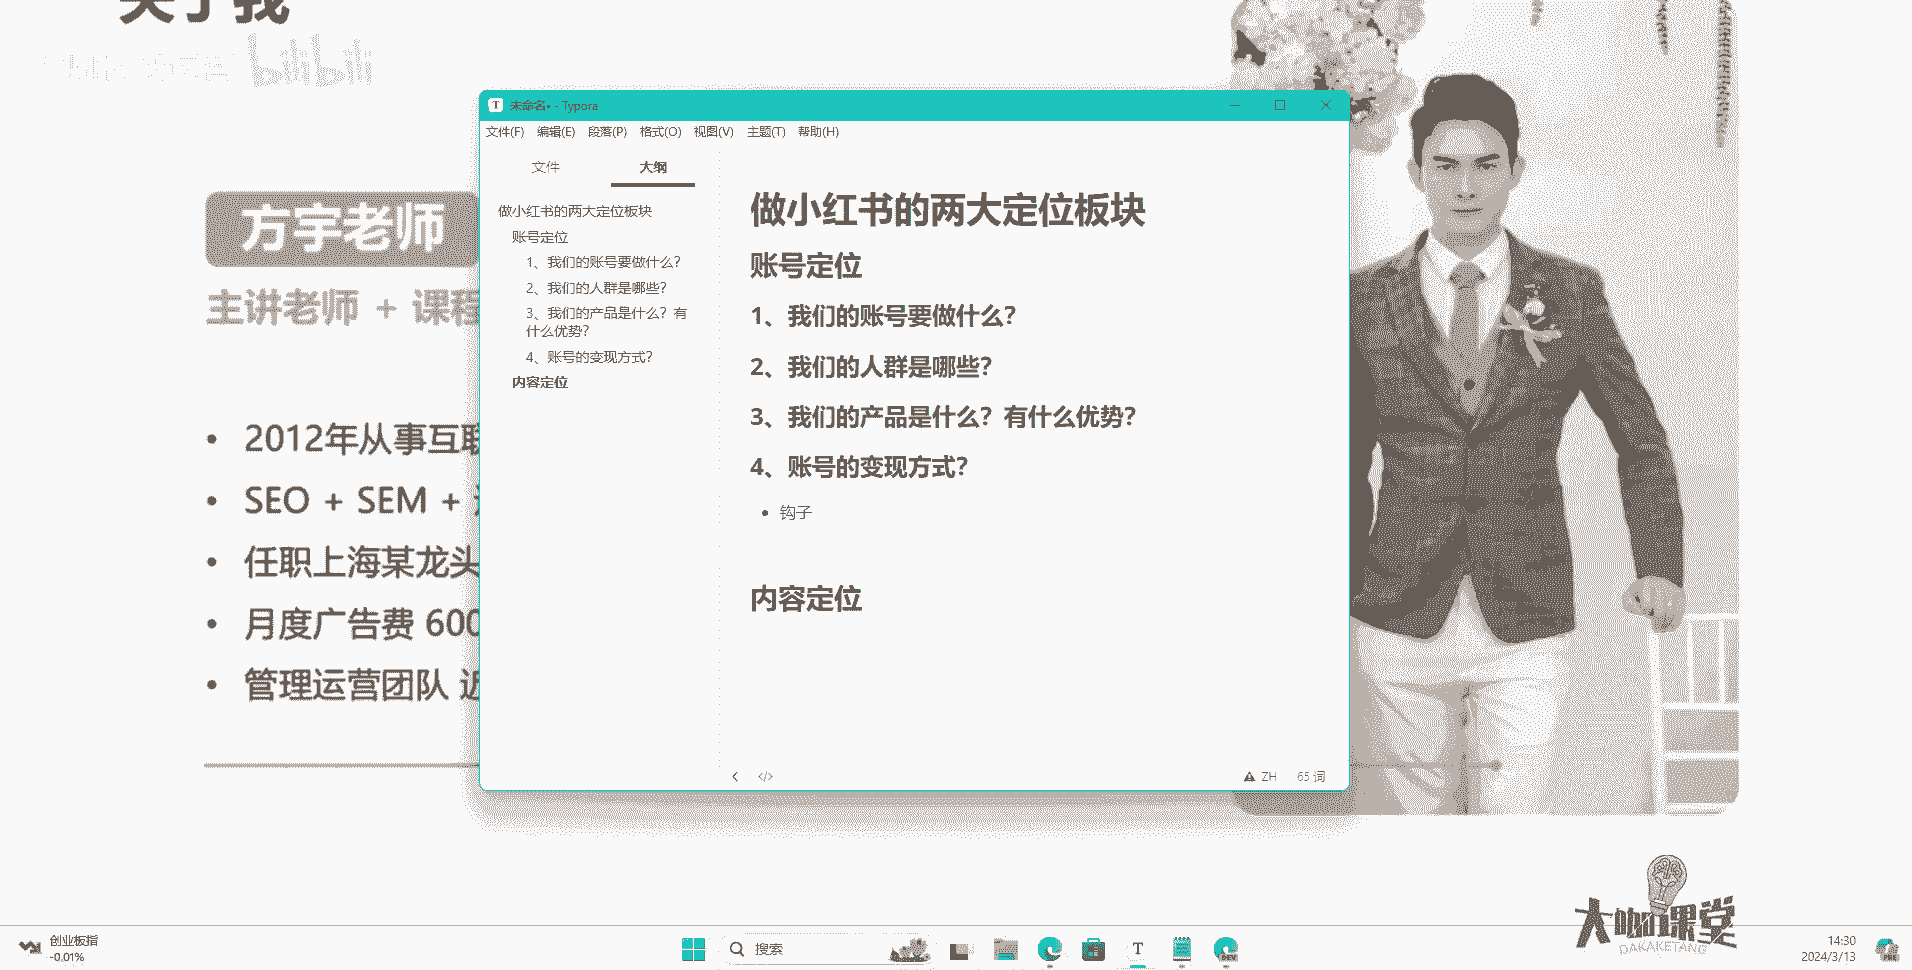 关于我
bilibili
未命名• - Typora
文件(F) 编辑(E) 段落(P) 格式(O) 视图(V) 主题(T) 帮助(H)
文件 大纲
做小红书的两大定位板块
账号定位
1、我们的账号要做什么?
2、我们的人群是哪些?
3、我们的产品是什么? 有
什么优势?
4、账号的变现方式?
内容定位
做小红书的两大定位板块
账号定位
1、我们的账号要做什么?
2、我们的人群是哪些?
3、我们的产品是什么? 有什么优势?
4、账号的变现方式?
• 钩子
内容定位
ZH 65 词
方宇老师
主讲老师 + 课程
• 2012年从事互联
• SEO + SEM +
• 任职上海某龙头
• 月度广告费 600
• 管理运营团队 近
大咖课堂
DAKAKETANG
创业板指
-0.01%
搜索
T
DEV
14:30
2024/3/13
PRE